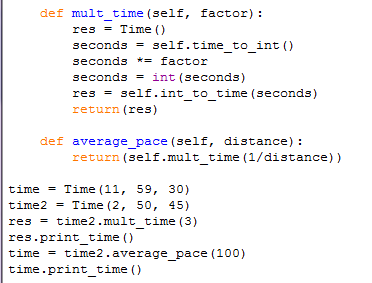 def mult_time(self, factor):
res = Time()
seconds = self.time_to_int()
seconds *= factor
seconds = int(seconds)
res = self.int_to_time(seconds)
return(res)
def average_pace(self, distance):
return(self.mult_time(1/distance))
time = Time(11, 59, 30)
time2 = Time(2, 50, 45)
res = time2.mult_time(3)
res.print_time()
time = time2.average_pace(100)
time.print_time()